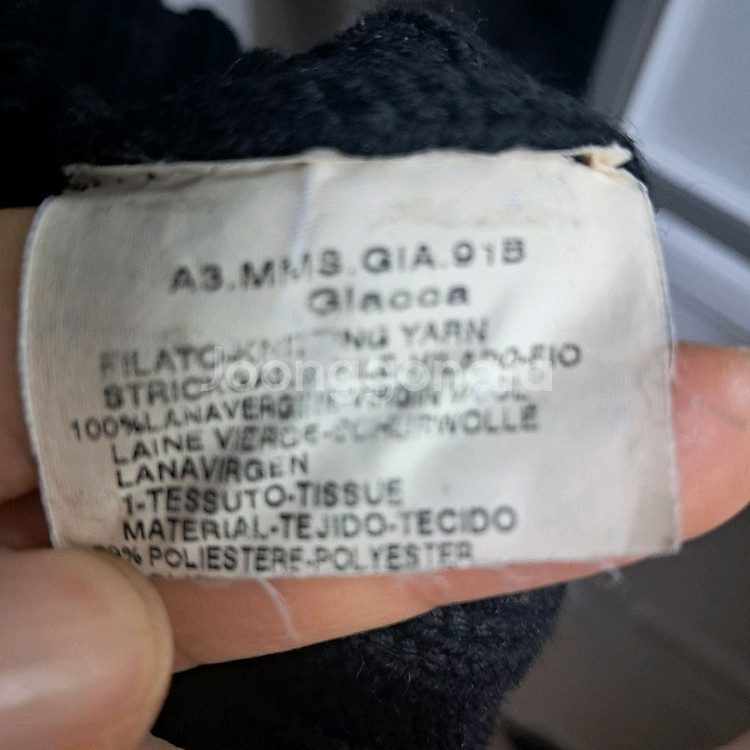 A3.MMS.GIA.91B
Giacca
FILATO-KNITTING YARN
100%LANAVERGINE-VIRGIN WOOL
LAINE VIERGE-SCHURWOLLE
LANAVIRGEN
1-TESSUTO-TISSUE
MATERIAL-TEJIDO-TECIDO
% POLIESTERE-POLYESTER
Joonggonara